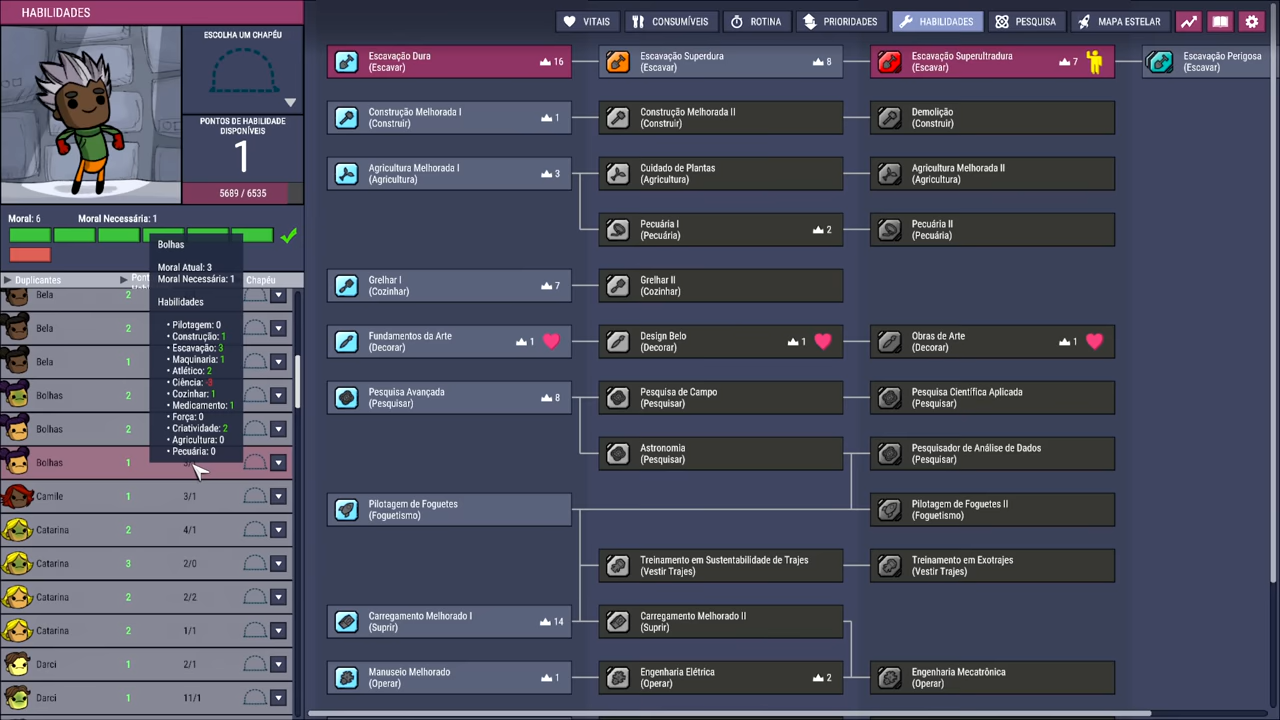 HABILIDADES
VITAIS
CONSUMÍVEIS
ROTINA
PRIORIDADES
HABILIDADES
PESQUISA
MAPA ESTELAR
ESCOLHA UM CHAPÉU
PONTOS DE HABILIDADE
DISPONÍVEIS
1
5689 / 6535
Moral: 6
Moral Necessária: 1
Duplicantes
Chapéu
Bela
Bela 2
Bela 1
Bolhas 2
Bolhas 2
Bolhas 1
Camile 1 3/1
Catarina 2 4/1
Catarina 3 2/0
Catarina 2 2/2
Catarina 2 1/1
Darci 1 2/1
Darci 1 11/1
Bolhas
Moral Atual: 3
Moral Necessária: 1
Habilidades
• Pilotagem: 0
• Construção: 1
• Escavação: 3
• Maquinaria: 1
• Atlético: 2
• Ciência: -3
• Cozinhar: 1
• Medicamento: 1
• Força: 0
• Criatividade: 2
• Agricultura: 0
• Pecuária: 0
Escavação Dura
(Escavar)
16
Escavação Superdura
(Escavar)
8
Escavação Superultradura
(Escavar)
7
Escavação Perigosa
(Escavar)
Construção Melhorada I
(Construir)
1
Construção Melhorada II
(Construir)
Demolição
(Construir)
Agricultura Melhorada I
(Agricultura)
3
Cuidado de Plantas
(Agricultura)
Agricultura Melhorada II
(Agricultura)
Pecuária I
(Pecuária)
2
Pecuária II
(Pecuária)
Grelhar I
(Cozinhar)
7
Grelhar II
(Cozinhar)
Fundamentos da Arte
(Decorar)
1
Design Belo
(Decorar)
1
Obras de Arte
(Decorar)
1
Pesquisa Avançada
(Pesquisar)
8
Pesquisa de Campo
(Pesquisar)
Pesquisa Científica Aplicada
(Pesquisar)
Astronomia
(Pesquisar)
Pesquisador de Análise de Dados
(Pesquisar)
Pilotagem de Foguetes
(Foguetismo)
Pilotagem de Foguetes II
(Foguetismo)
Treinamento em Sustentabilidade de Trajes
(Vestir Trajes)
Treinamento em Exotrajes
(Vestir Trajes)
Carregamento Melhorado I
(Suprir)
14
Carregamento Melhorado II
(Suprir)
Manuseio Melhorado
(Operar)
1
Engenharia Elétrica
(Operar)
2
Engenharia Mecatrônica
(Operar)